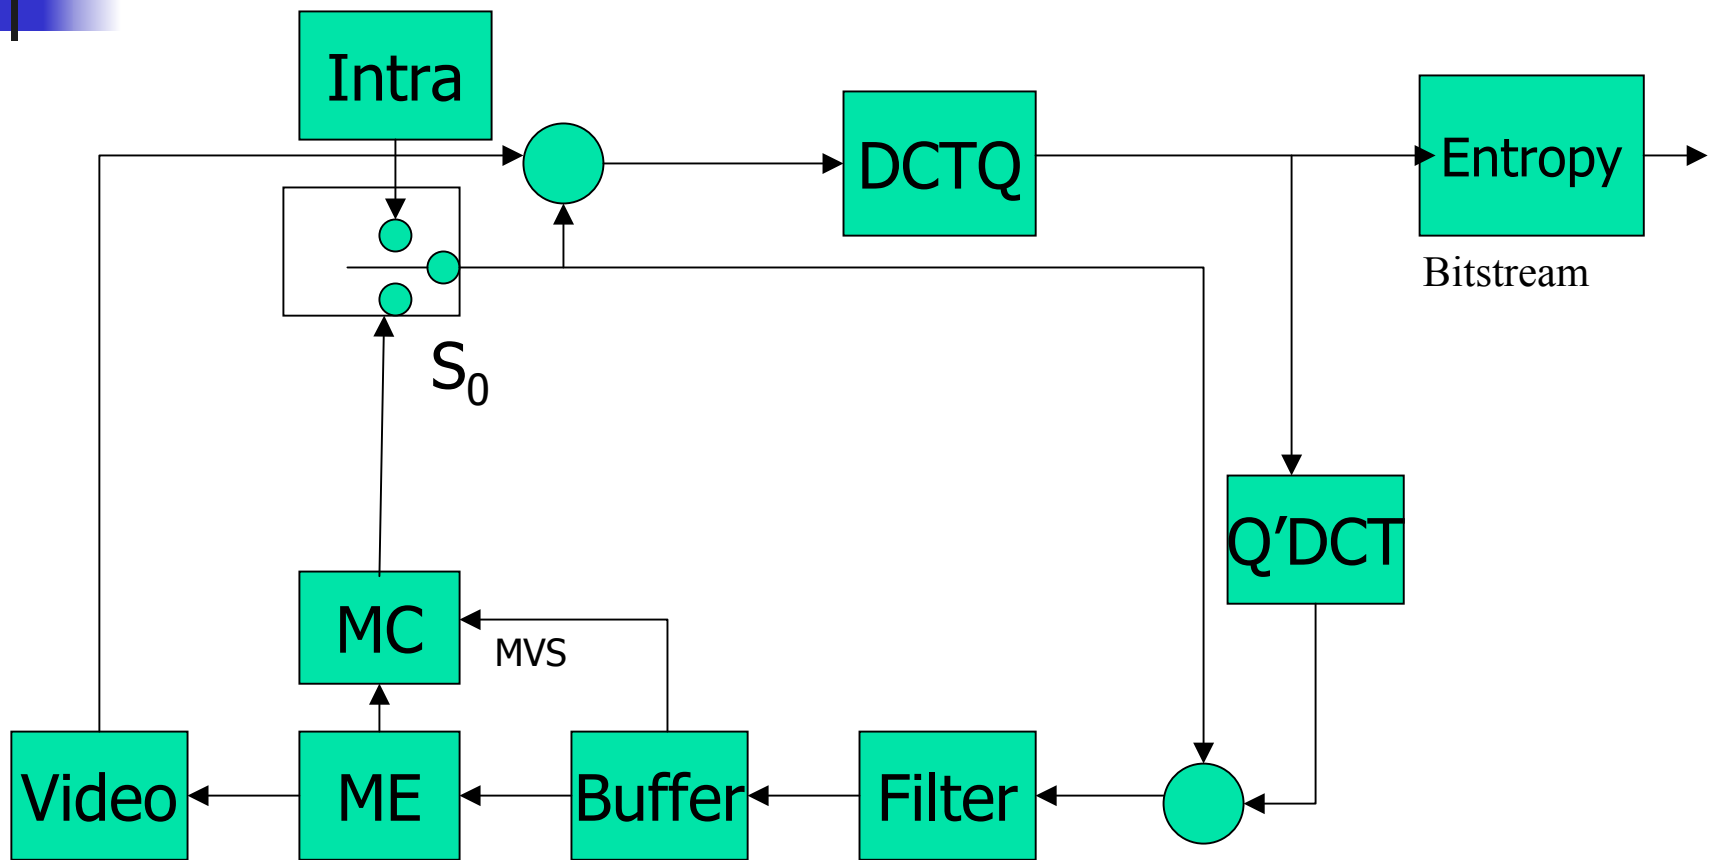 Intra
DCTQ
Entropy
Bitstream
S₀
Q’DCT
MC
MVS
Video
ME
Buffer
Filter